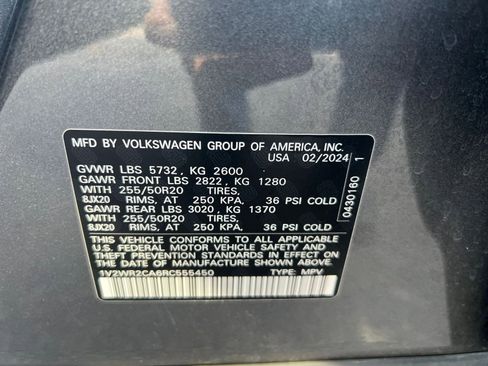 MFD BY VOLKSWAGEN GROUP OF AMERICA, INC.
USA 02/2024
GVWR LBS 5732, KG 2600
GAWR FRONT LBS 2822, KG 1280
WITH 255/50R20 TIRES,
8JX20 RIMS, AT 250 KPA, 36 PSI COLD
GAWR REAR LBS 3020, KG 1370
WITH 255/50R20 TIRES,
8JX20 RIMS, AT 250 KPA, 36 PSI COLD
THIS VEHICLE CONFORMS TO ALL APPLICABLE
U.S. FEDERAL MOTOR VEHICLE SAFETY AND
THEFT PREVENTION STANDARDS IN EFFECT ON
THE DATE OF MANUFACTURE SHOWN ABOVE.
1V2WR2CA6RC555450 TYPE: MPV
0430160 1